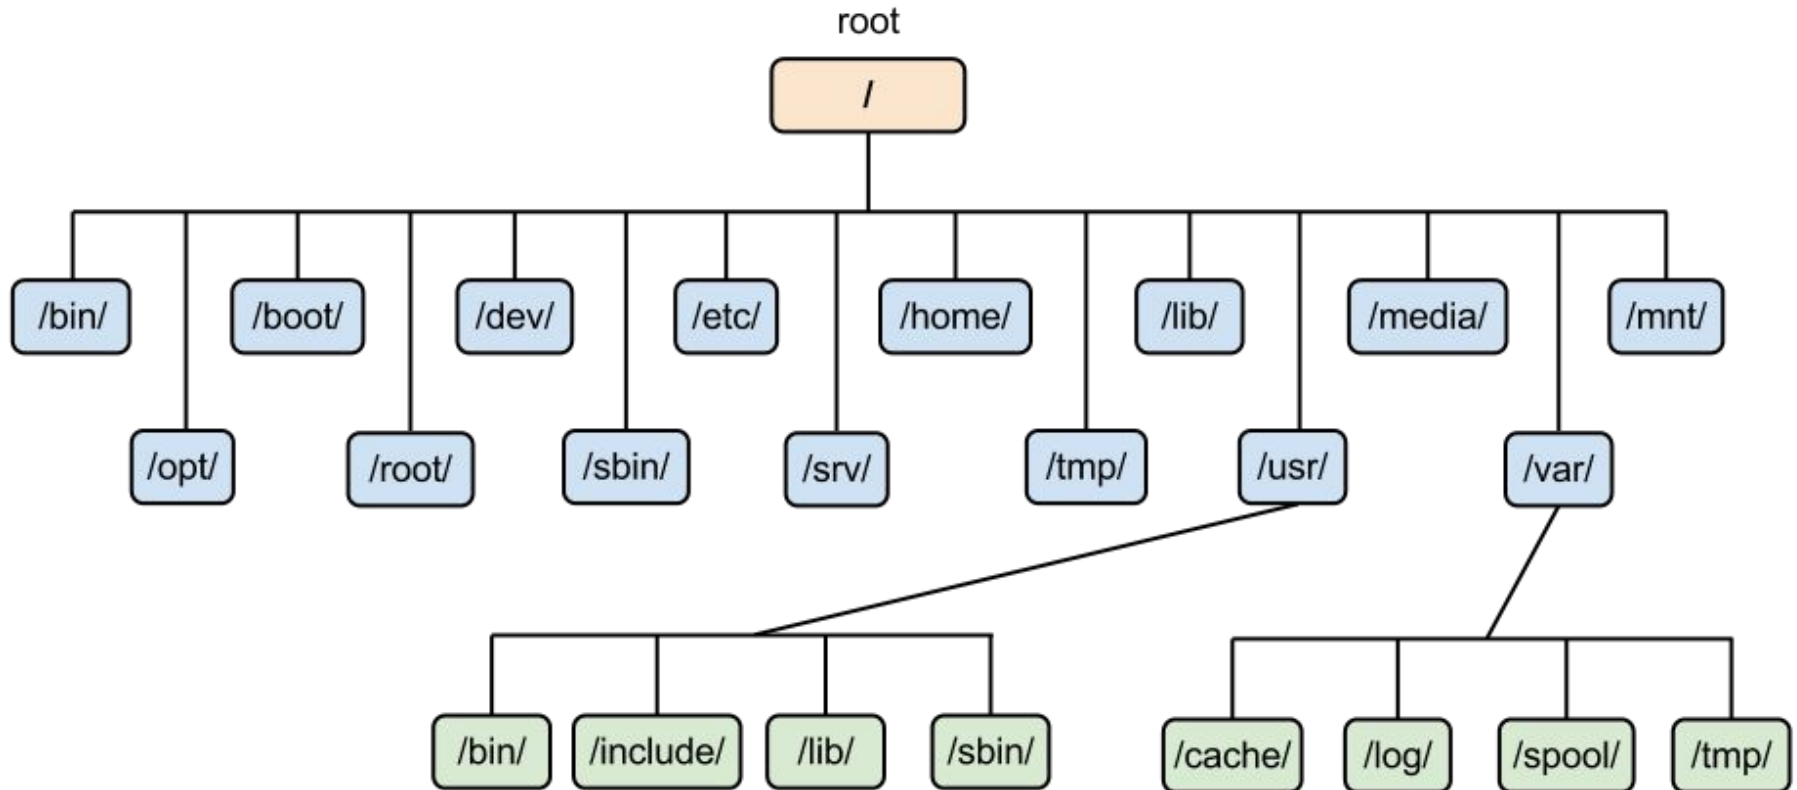 root
/
/bin/ /boot/ /dev/ /etc/ /home/ /lib/ /media/ /mnt/
/opt/ /root/ /sbin/ /srv/ /tmp/ /usr/ /var/
/bin/ /include/ /lib/ /sbin/ /cache/ /log/ /spool/ /tmp/